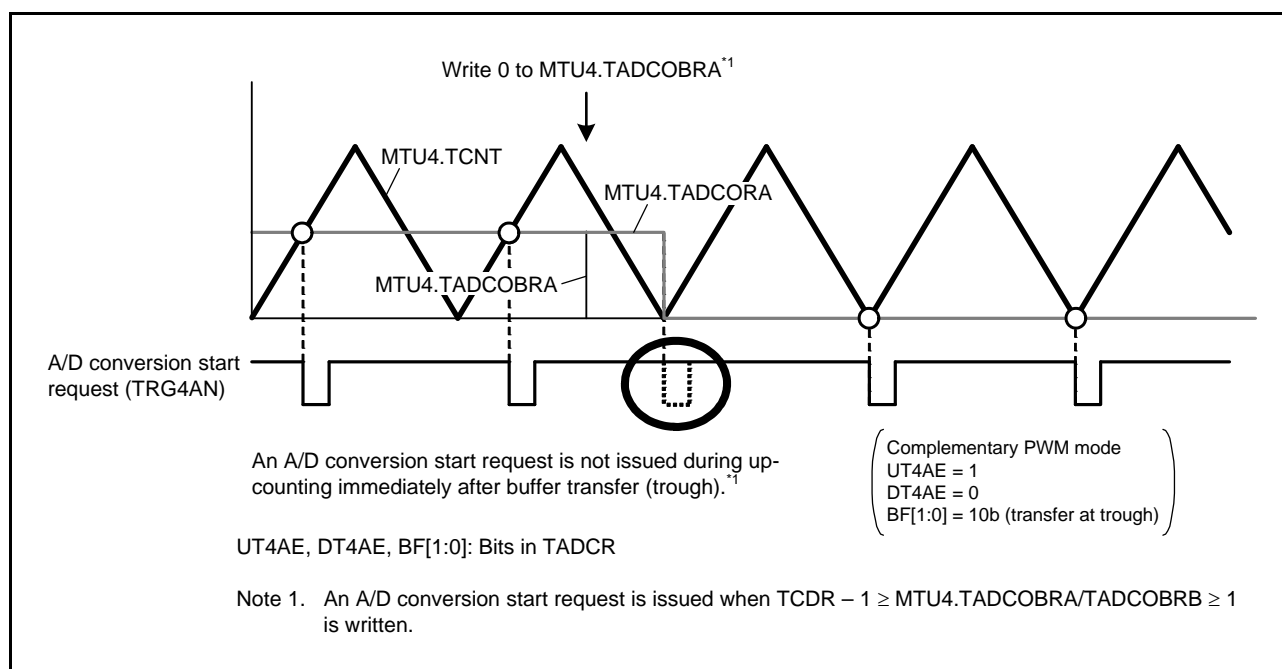 Write 0 to MTU4.TADCOBRA*1
MTU4.TCNT
MTU4.TADCORA
MTU4.TADCOBRA
A/D conversion start
request (TRG4AN)
An A/D conversion start request is not issued during up-
counting immediately after buffer transfer (trough).*1
Complementary PWM mode
UT4AE = 1
DT4AE = 0
BF[1:0] = 10b (transfer at trough)
UT4AE, DT4AE, BF[1:0]: Bits in TADCR
Note 1. An A/D conversion start request is issued when TCDR – 1 ≥ MTU4.TADCOBRA/TADCOBRB ≥ 1
is written.